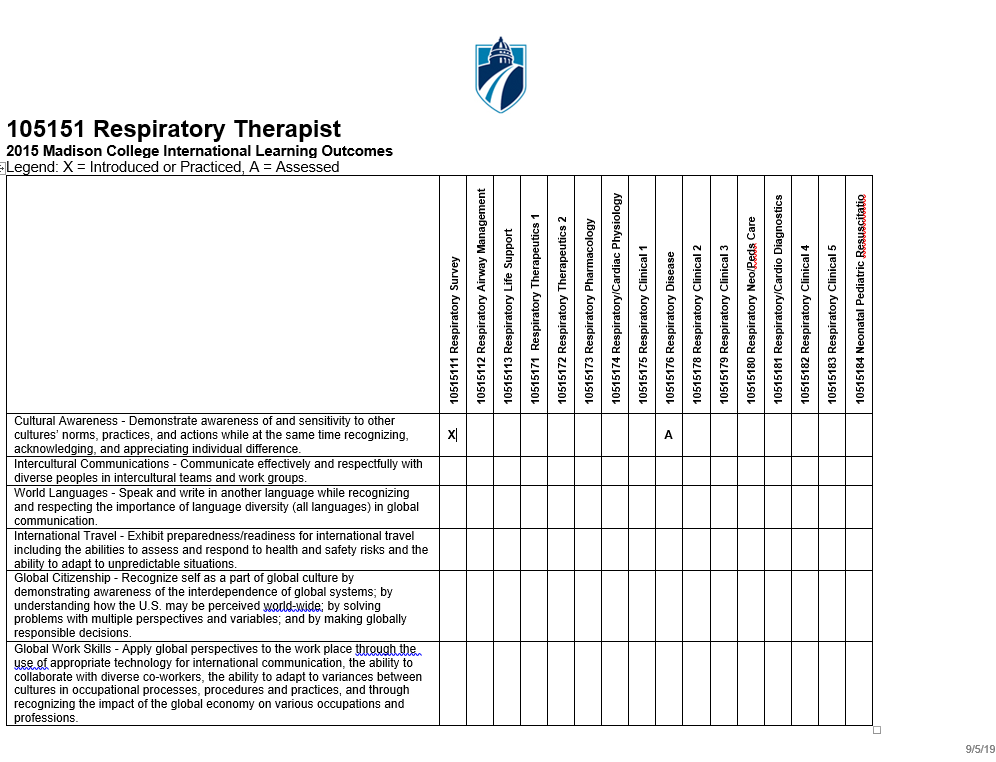 105151 Respiratory Therapist
2015 Madison College International Learning Outcomes
Legend: X = Introduced or Practiced, A = Assessed
10515111 Respiratory Survey
10515112 Respiratory Airway Management
10515113 Respiratory Life Support
10515171 Respiratory Therapeutics 1
10515172 Respiratory Therapeutics 2
10515173 Respiratory Pharmacology
10515174 Respiratory/Cardiac Physiology
10515175 Respiratory Clinical 1
10515176 Respiratory Disease
10515178 Respiratory Clinical 2
10515179 Respiratory Clinical 3
10515180 Respiratory Neo/Peds Care
10515181 Respiratory/Cardio Diagnostics
10515182 Respiratory Clinical 4
10515183 Respiratory Clinical 5
10515184 Neonatal Pediatric Resuscitatio
Cultural Awareness - Demonstrate awareness of and sensitivity to other
cultures' norms, practices, and actions while at the same time recognizing,
acknowledging, and appreciating individual difference.
X
A
Intercultural Communications - Communicate effectively and respectfully with
diverse peoples in intercultural teams and work groups.
World Languages - Speak and write in another language while recognizing
and respecting the importance of language diversity (all languages) in global
communication.
International Travel - Exhibit preparedness/readiness for international travel
including the abilities to assess and respond to health and safety risks and the
ability to adapt to unpredictable situations.
Global Citizenship - Recognize self as a part of global culture by
demonstrating awareness of the interdependence of global systems; by
understanding how the U.S. may be perceived world-wide; by solving
problems with multiple perspectives and variables; and by making globally
responsible decisions.
Global Work Skills - Apply global perspectives to the work place through the
use of appropriate technology for international communication, the ability to
collaborate with diverse co-workers, the ability to adapt to variances between
cultures in occupational processes, procedures and practices, and through
recognizing the impact of the global economy on various occupations and
professions.
9/5/19